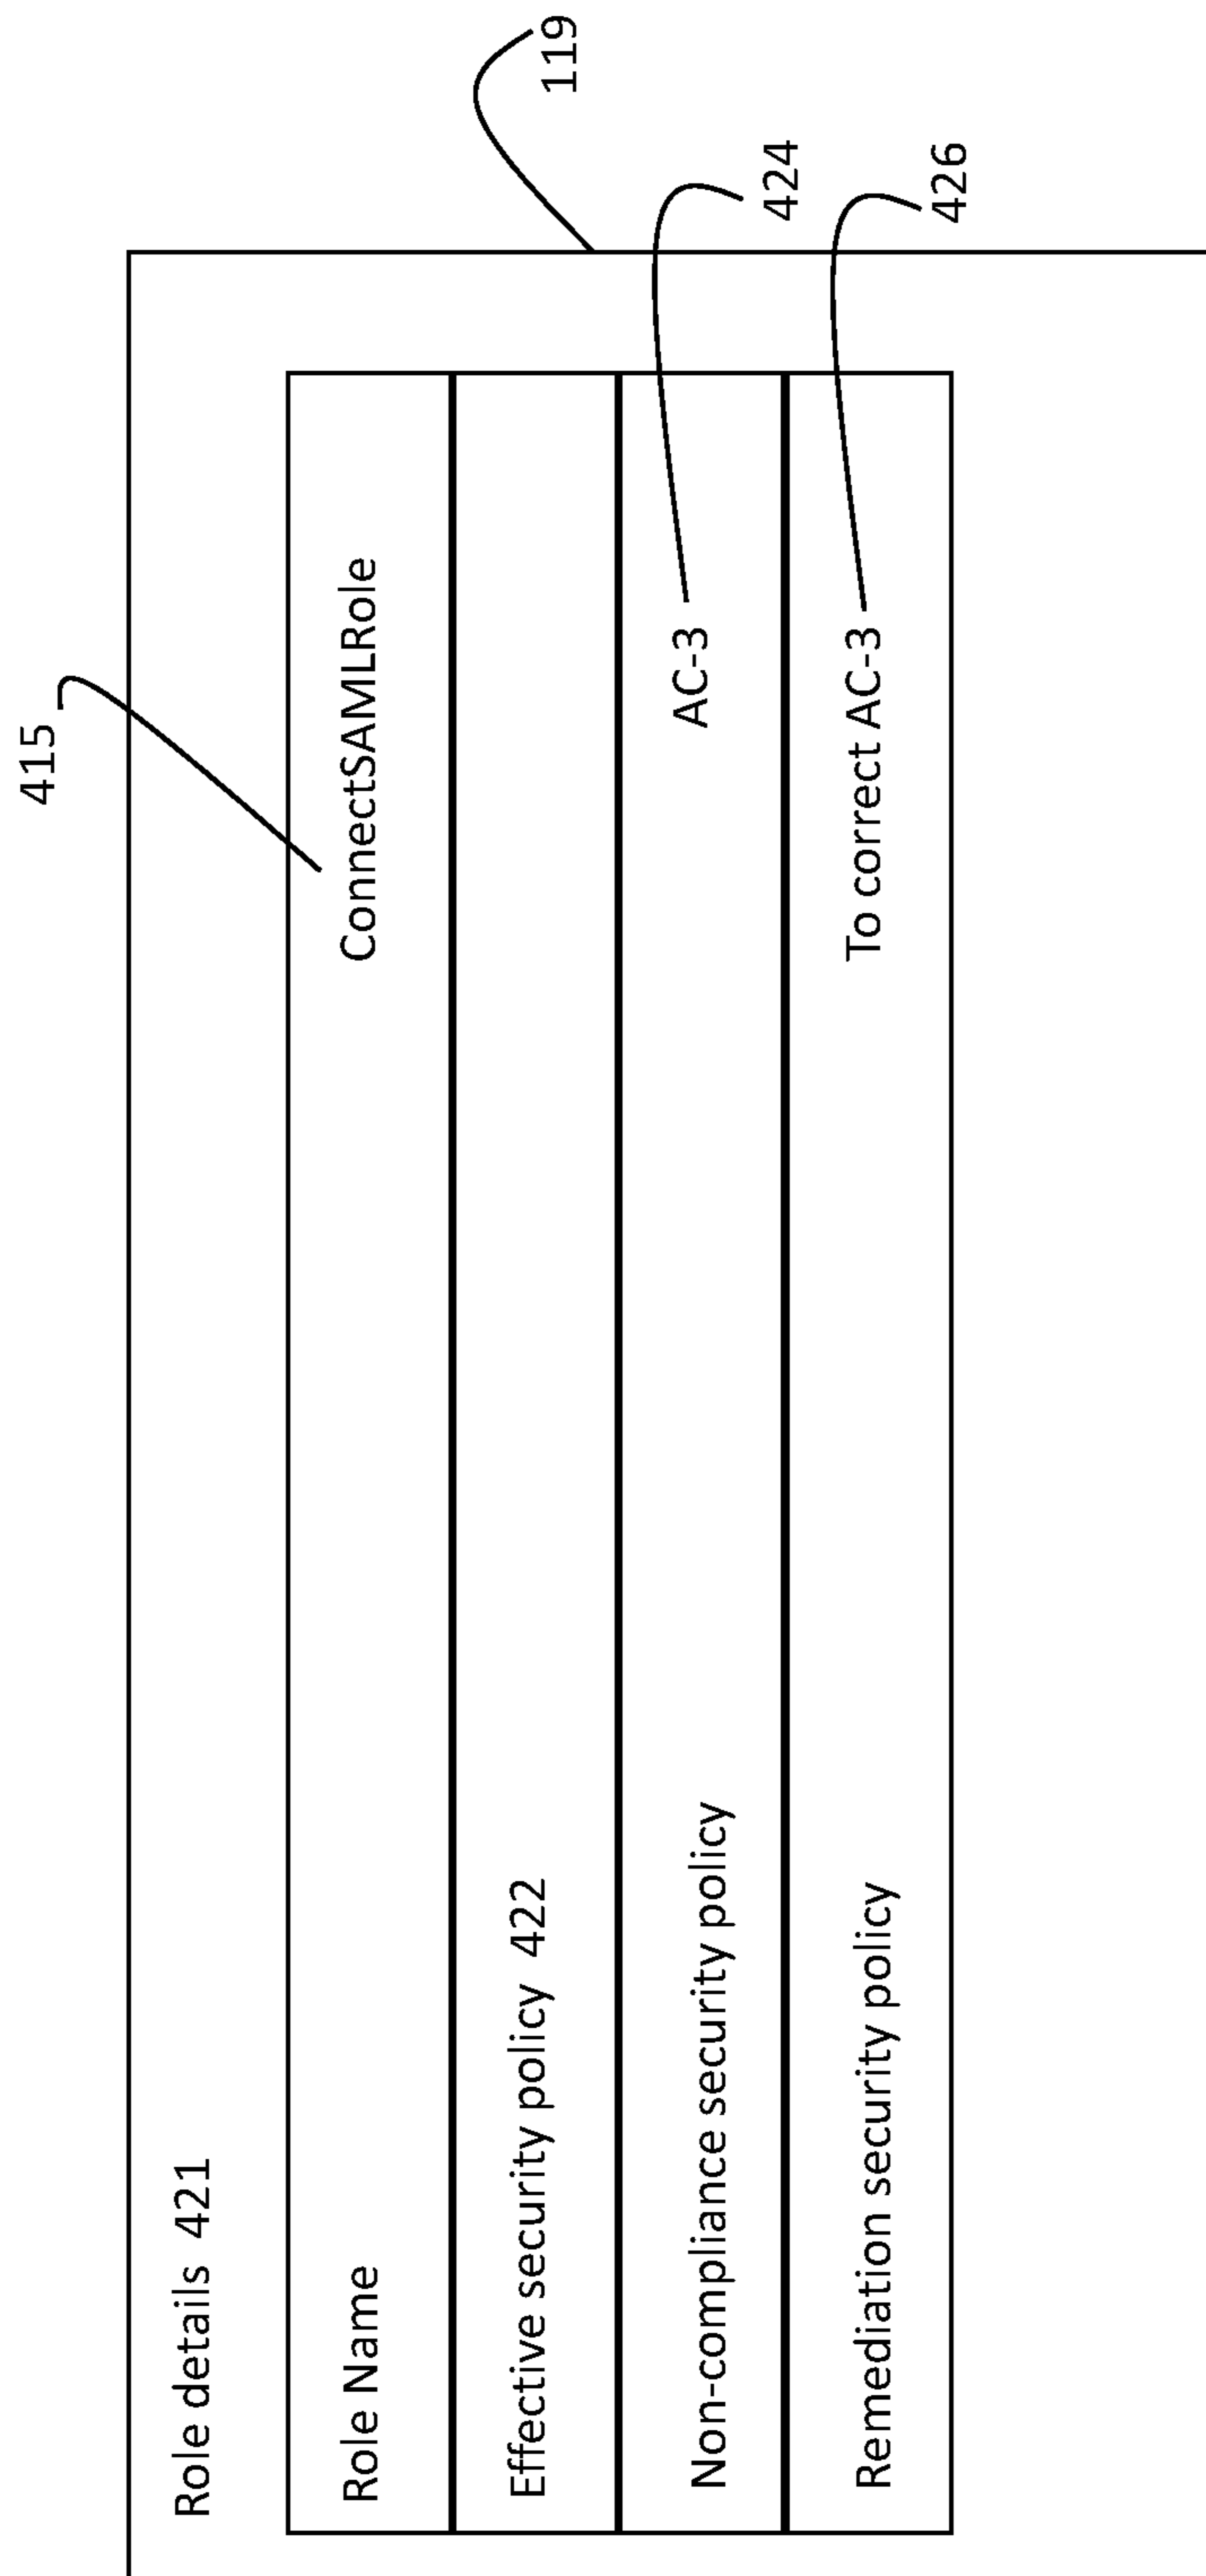 415
119
Role details 421
Role Name ConnectSAMLRole
Effective security policy 422
Non-compliance security policy AC-3
424
Remediation security policy To correct AC-3
426